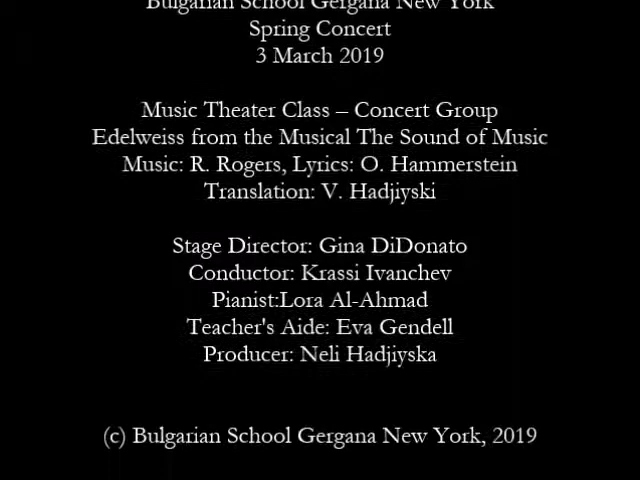 Bulgarian School Gergana New York
Spring Concert
3 March 2019
Music Theater Class – Concert Group
Edelweiss from the Musical The Sound of Music
Music: R. Rogers, Lyrics: O. Hammerstein
Translation: V. Hadjiyski
Stage Director: Gina DiDonato
Conductor: Krassi Ivanchev
Pianist:Lora Al-Ahmad
Teacher's Aide: Eva Gendell
Producer: Neli Hadjiyska
(c) Bulgarian School Gergana New York, 2019